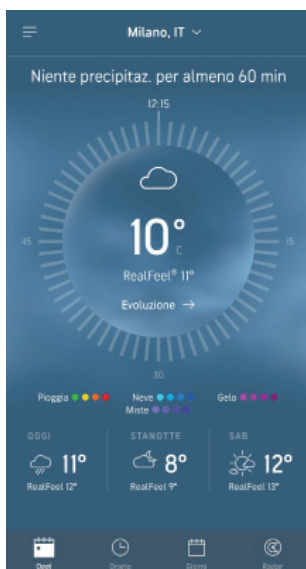 Milano, IT
Niente precipitaz. per almeno 60 min
12:15
45
15
10°
C
RealFeel® 11°
Evoluzione →
30
Pioggia
Neve
Gelo
Miste
OGGI
STANOTTE
SAB
11°
8°
12°
RealFeel 12°
RealFeel 9°
RealFeel 13°
Oggi
Orario
Giorni
Radar